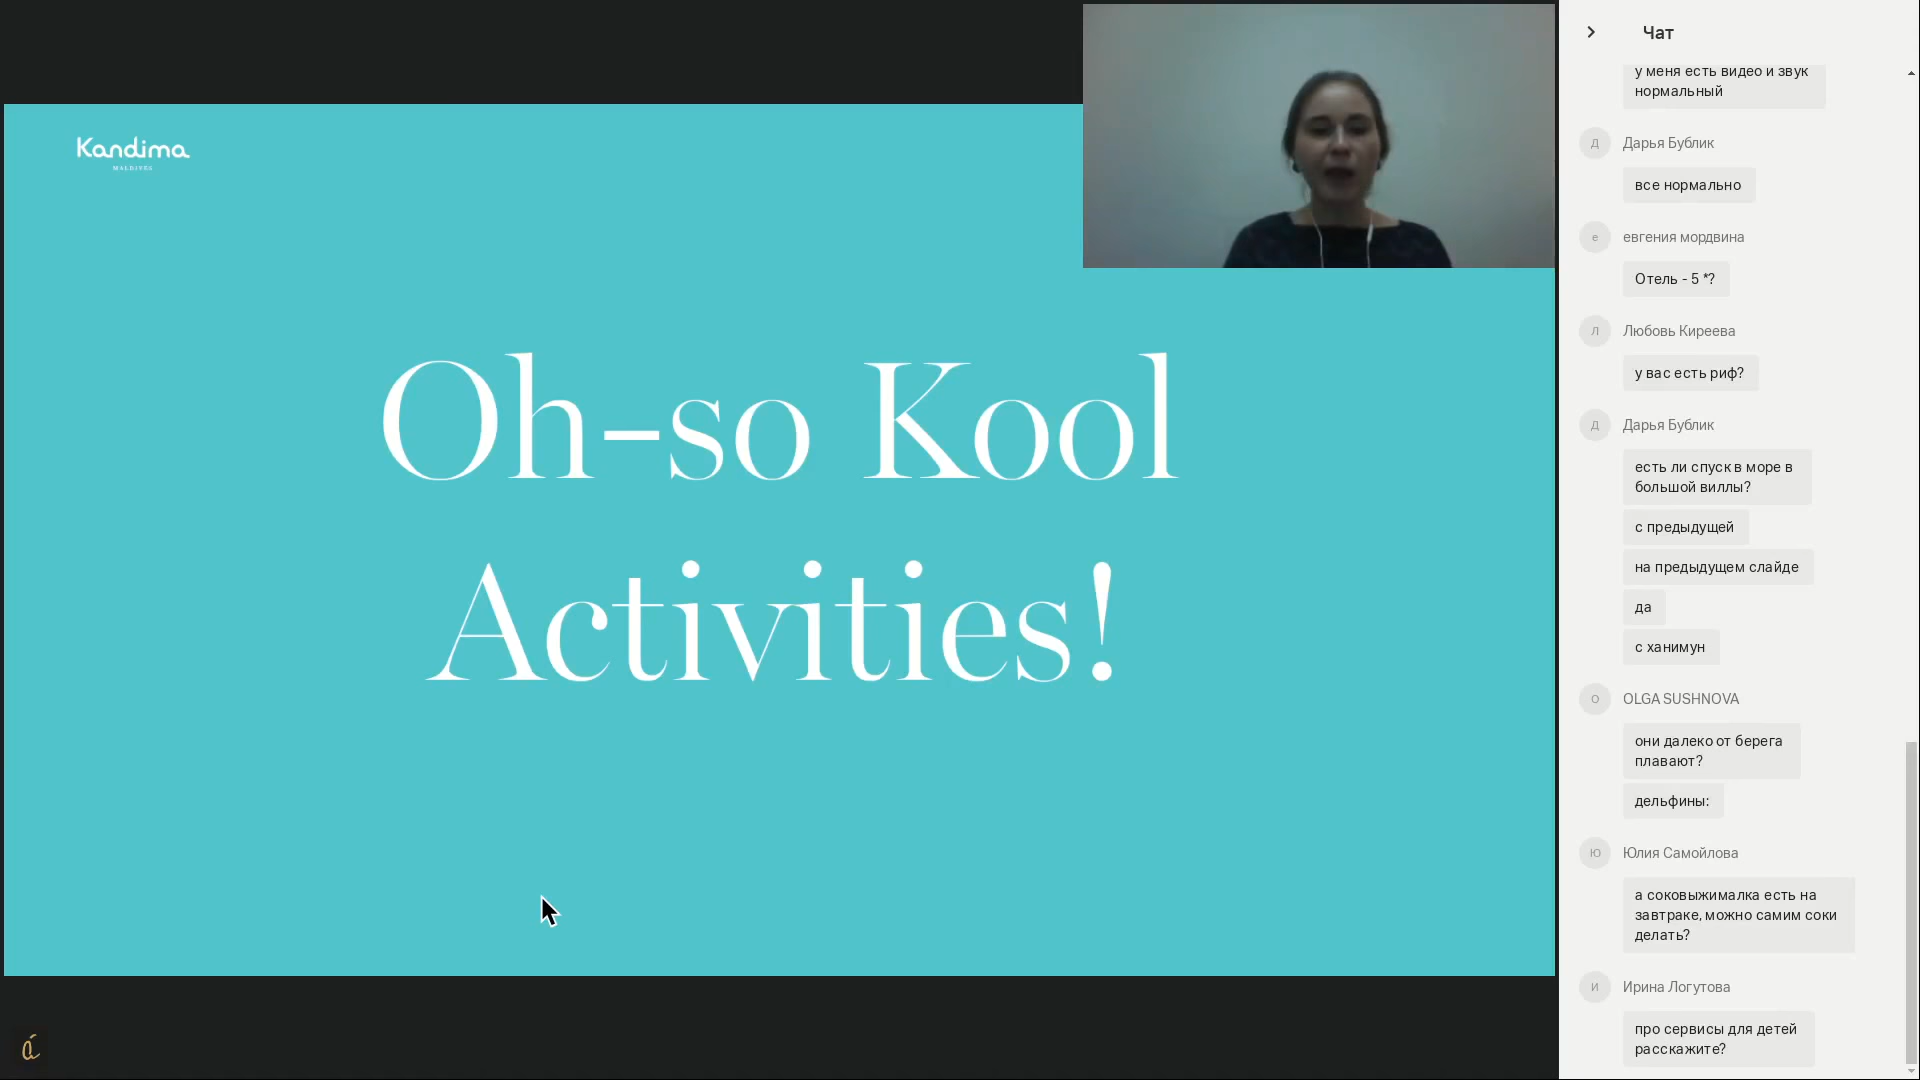 Kandima
MALDIVES
Oh-so Kool
Activities!
á
Чат
у меня есть видео и звук
нормальный
Д
Дарья Бублик
все нормально
е
евгения мордвина
Отель - 5 *?
Л
Любовь Киреева
у вас есть риф?
Д
Дарья Бублик
есть ли спуск в море в
большой виллы?
с предыдущей
на предыдущем слайде
да
с ханимун
O
OLGA SUSHNOVA
они далеко от берега
плавают?
дельфины:
Ю
Юлия Самойлова
а соковыжималка есть на
завтраке, можно самим соки
делать?
И
Ирина Логутова
про сервисы для детей
расскажите?